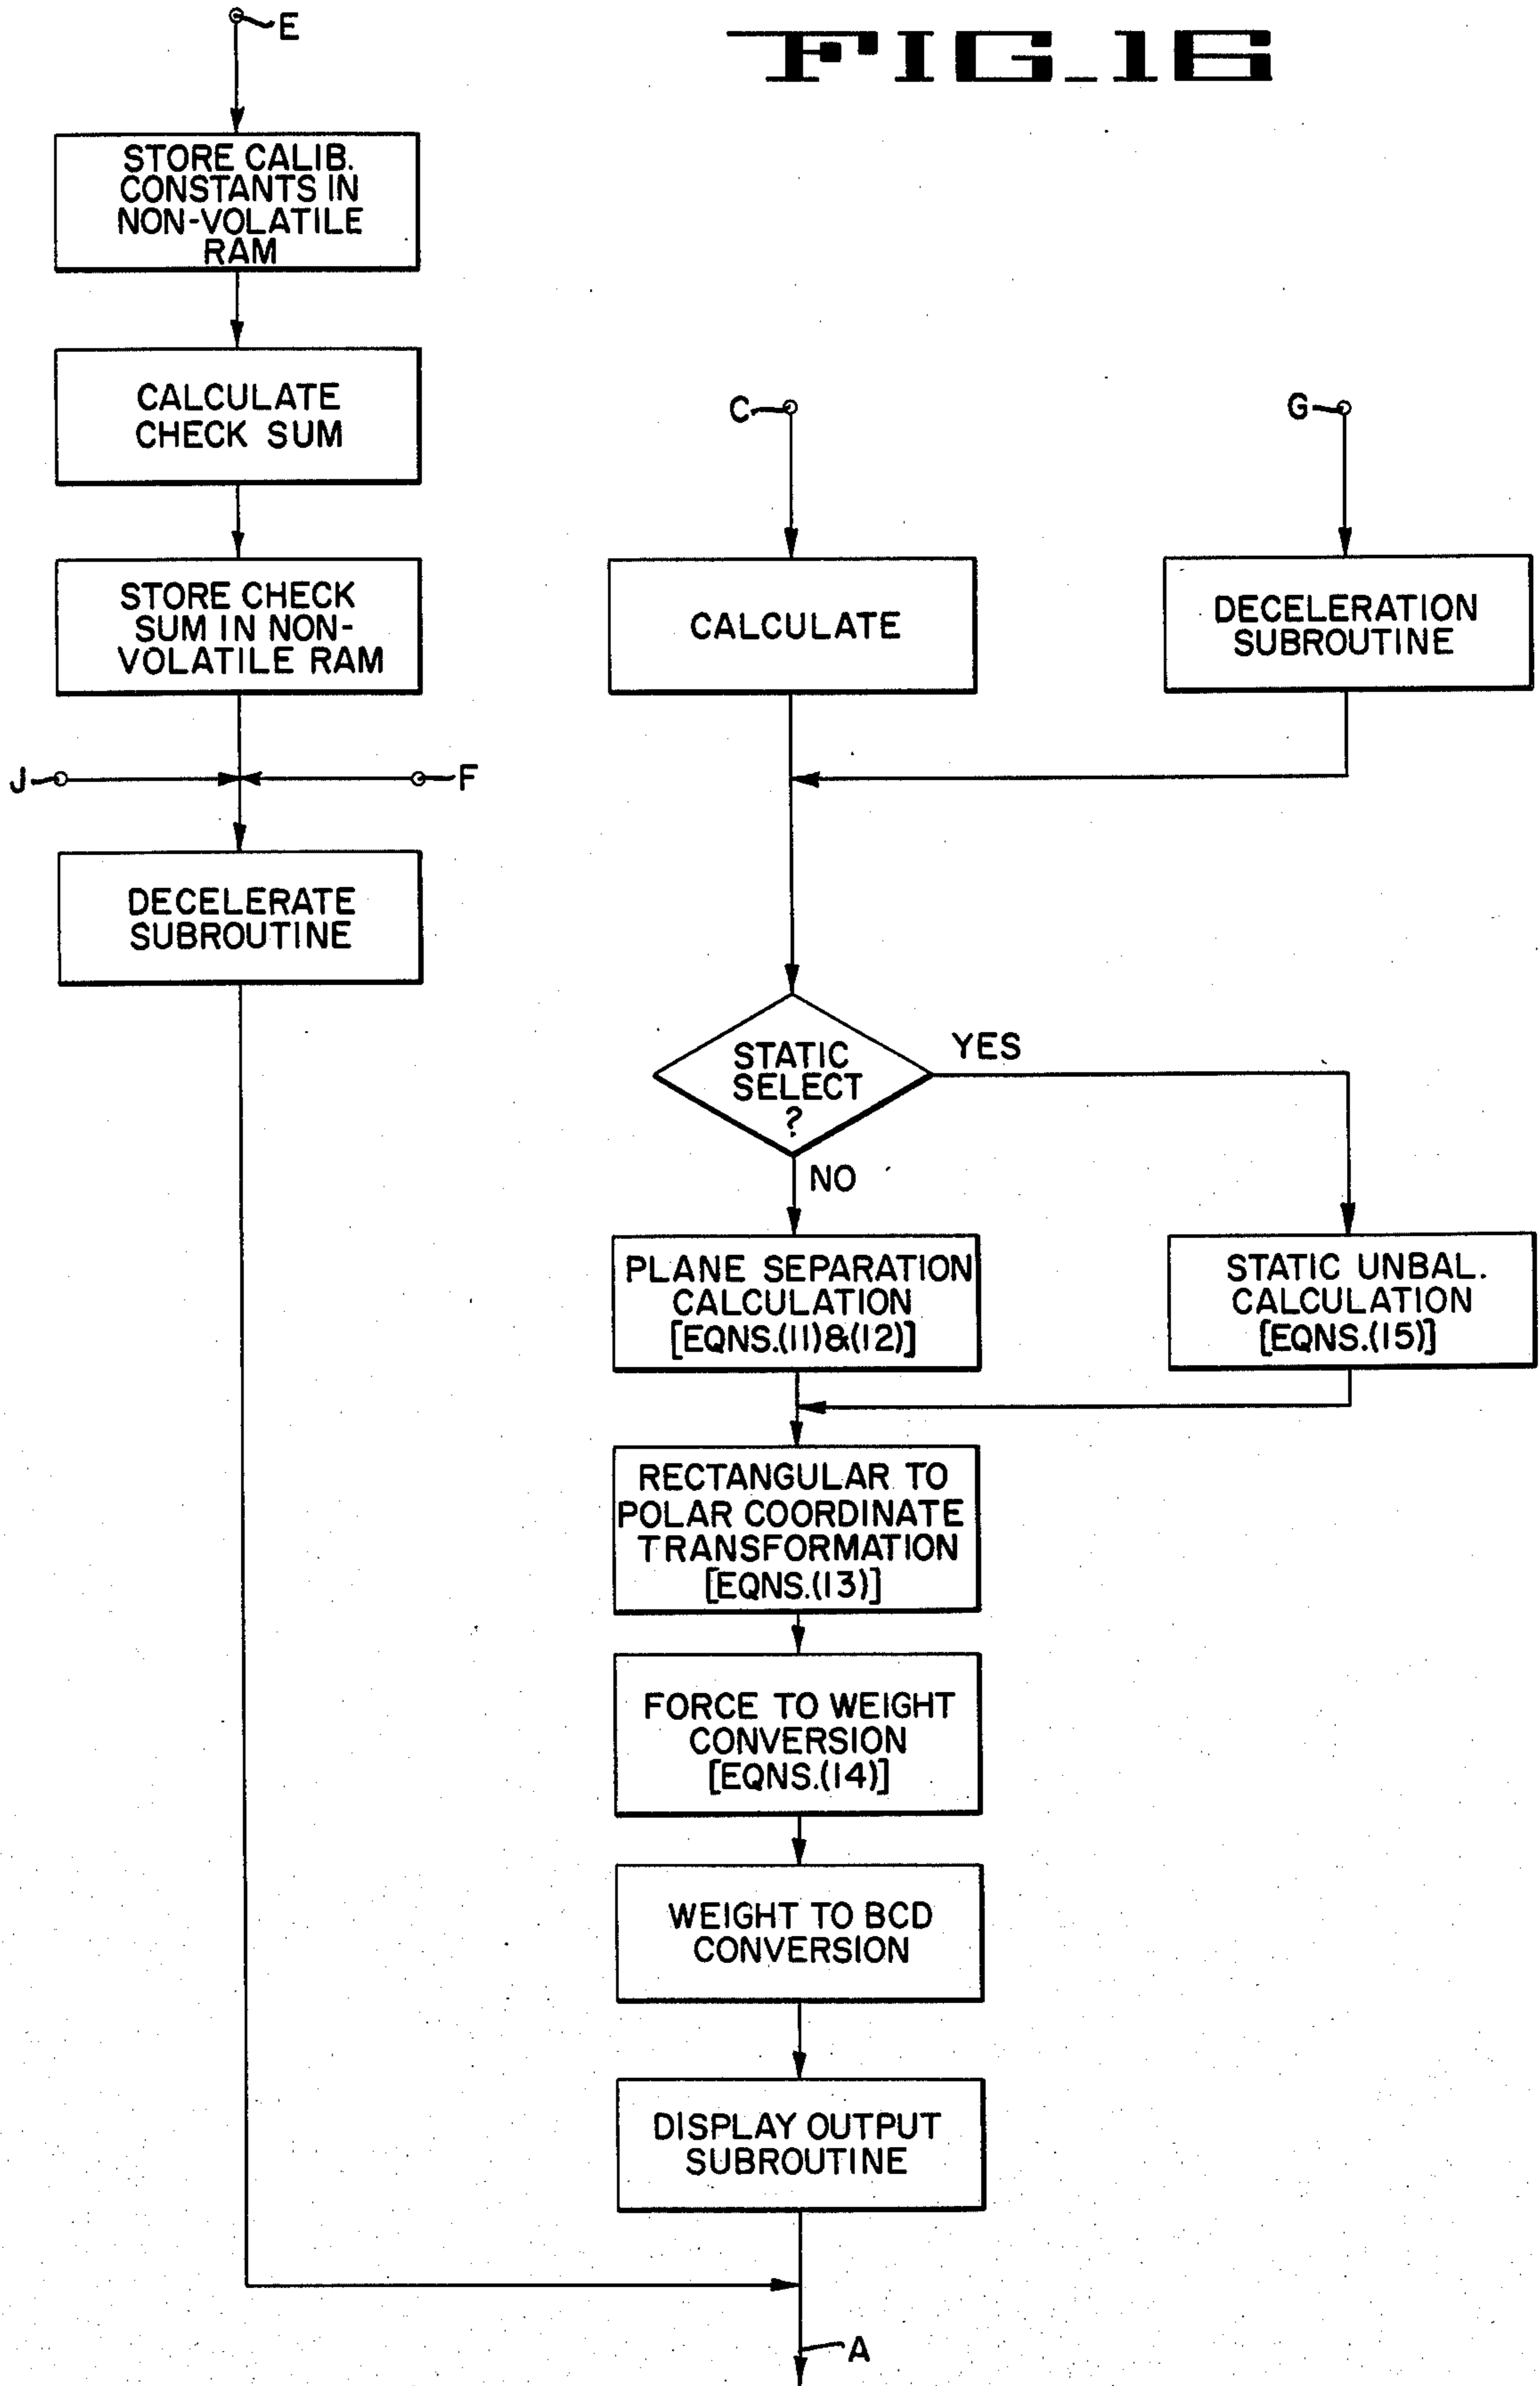 FIG_16
E
STORE CALIB.
CONSTANTS IN
NON-VOLATILE
RAM
CALCULATE
CHECK SUM
STORE CHECK
SUM IN NON-
VOLATILE RAM
J
F
DECELERATE
SUBROUTINE
C
G
CALCULATE
DECELERATION
SUBROUTINE
STATIC
SELECT
?
YES
NO
PLANE SEPARATION
CALCULATION
[EQNS.(11)&(12)]
STATIC UNBAL.
CALCULATION
[EQNS.(15)]
RECTANGULAR TO
POLAR COORDINATE
TRANSFORMATION
[EQNS.(13)]
FORCE TO WEIGHT
CONVERSION
[EQNS.(14)]
WEIGHT TO BCD
CONVERSION
DISPLAY OUTPUT
SUBROUTINE
A